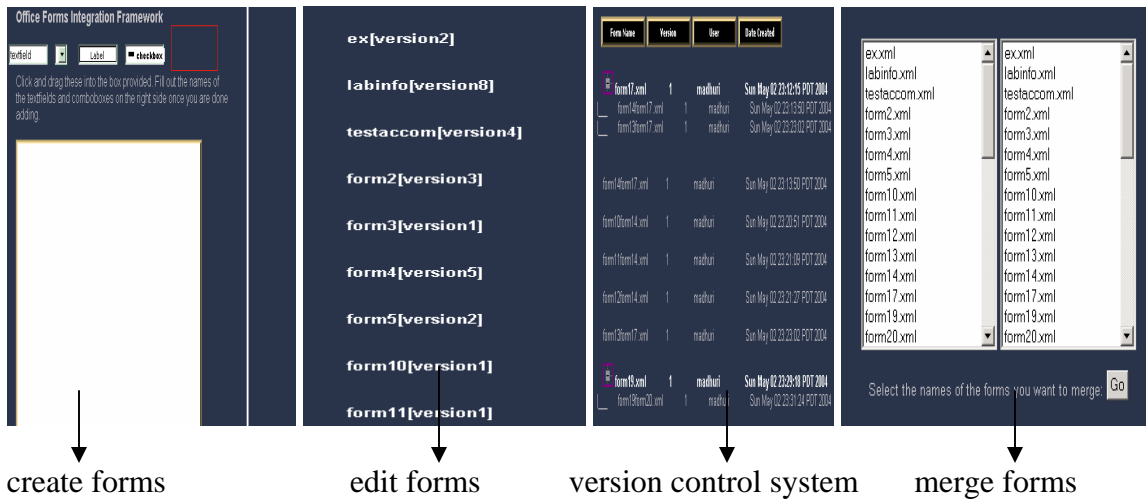 Office Forms Integration Framework
textfield Label checkbox
Click and drag these into the box provided. Fill out the names of
the textfields and comboboxes on the right side once you are done
adding.
ex[version2]
labinfo[version8]
testaccom[version4]
form2[version3]
form3[version1]
form4[version5]
form5[version2]
form10[version1]
form11[version1]
Form Name Version User Date Created
form17.xml 1 madhuri Sun May 02 23:12:15 PDT 2004
form14form17.xml 1 madhuri Sun May 02 23:13:50 PDT 2004
form13form17.xml 1 madhuri Sun May 02 23:23:02 PDT 2004
form14form17.xml 1 madhuri Sun May 02 23:13:50 PDT 2004
form10form14.xml 1 madhuri Sun May 02 23:20:51 PDT 2004
form11form14.xml 1 madhuri Sun May 02 23:21:09 PDT 2004
form12form14.xml 1 madhuri Sun May 02 23:21:27 PDT 2004
form13form17.xml 1 madhuri Sun May 02 23:23:02 PDT 2004
form19.xml 1 madhuri Sun May 02 23:29:18 PDT 2004
form19form20.xml 1 madhuri Sun May 02 23:31:24 PDT 2004
ex.xml
labinfo.xml
testaccom.xml
form2.xml
form3.xml
form4.xml
form5.xml
form10.xml
form11.xml
form12.xml
form13.xml
form14.xml
form17.xml
form19.xml
form20.xml
ex.xml
labinfo.xml
testaccom.xml
form2.xml
form3.xml
form4.xml
form5.xml
form10.xml
form11.xml
form12.xml
form13.xml
form14.xml
form17.xml
form19.xml
form20.xml
Select the names of the forms you want to merge: Go
create forms
edit forms
version control system
merge forms